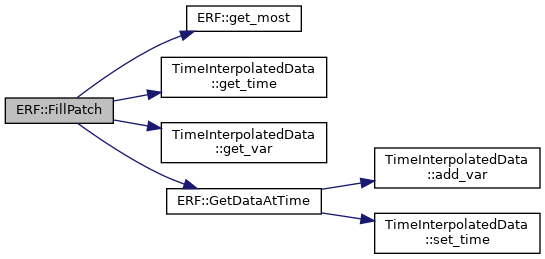 ERF::get_most
TimeInterpolatedData
::get_time
ERF::FillPatch
TimeInterpolatedData
::get_var
ERF::GetDataAtTime
TimeInterpolatedData
::add_var
TimeInterpolatedData
::set_time